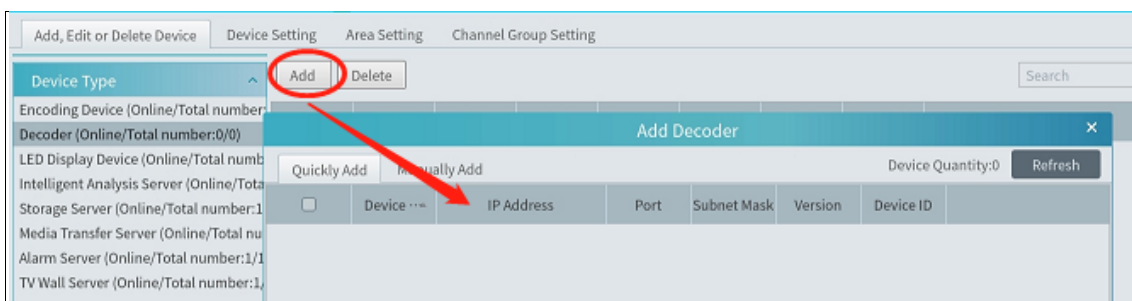 Add, Edit or Delete Device Device Setting Area Setting Channel Group Setting
Device Type Add Delete Search
Encoding Device (Online/Total number:
Decoder (Online/Total number:0/0) Add Decoder ×
LED Display Device (Online/Total numb
Quickly Add Manually Add Device Quantity:0 Refresh
Intelligent Analysis Server (Online/Tota
Storage Server (Online/Total number:1 Device ··· IP Address Port Subnet Mask Version Device ID
Media Transfer Server (Online/Total nu
Alarm Server (Online/Total number:1/1
TV Wall Server (Online/Total number:1/